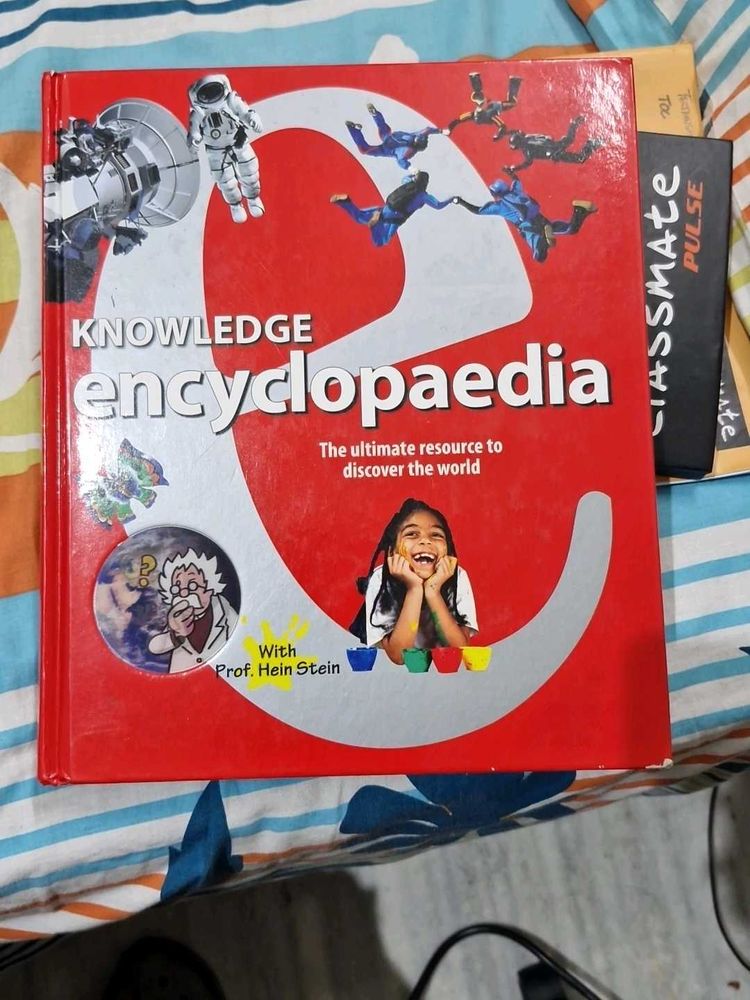 KNOWLEDGE
encyclopaedia
The ultimate resource to
discover the world
?
With
Prof. Hein Stein
CLASSMATE
PULSE